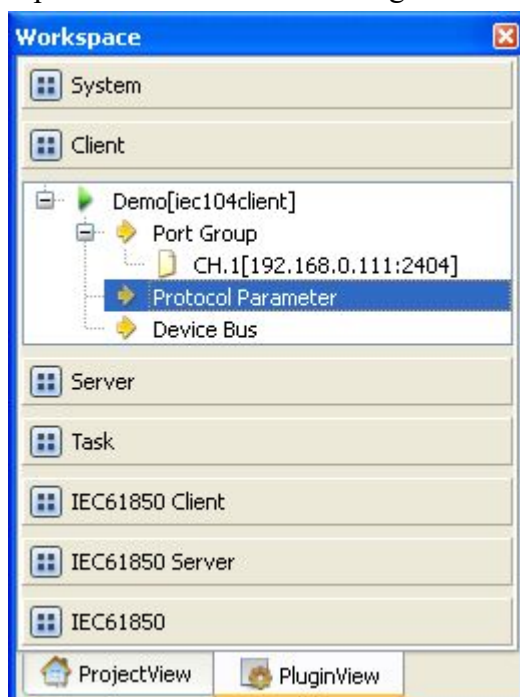 Workspace
System
Client
Demo[iec104client]
Port Group
CH.1[192.168.0.111:2404]
Protocol Parameter
Device Bus
Server
Task
IEC61850 Client
IEC61850 Server
IEC61850
ProjectView PluginView